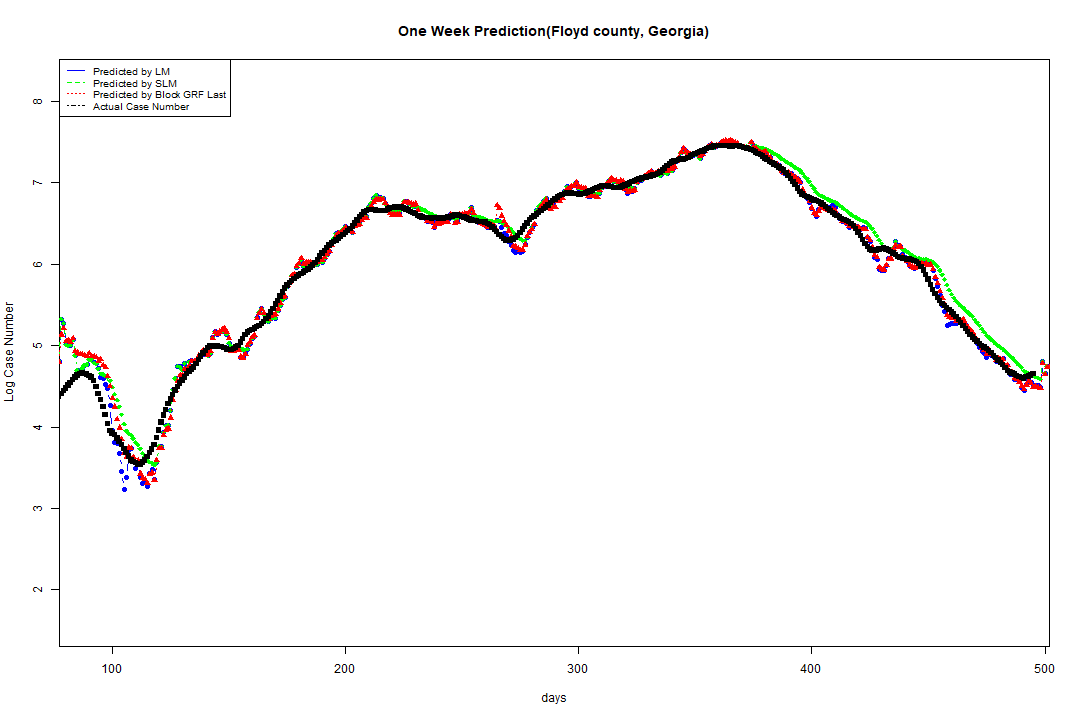 One Week Prediction(Floyd county, Georgia)
Predicted by LM
Predicted by SLM
Predicted by Block GRF Last
Actual Case Number
8
7
6
5
4
3
2
Log Case Number
100 200 300 400 500
days